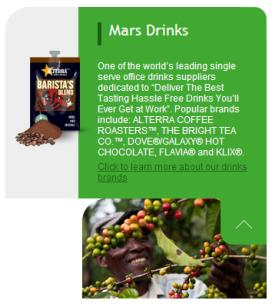 Mars Drinks
ALTERRA
BARISTA'S
BLEND
One of the world's leading single
serve office drinks suppliers
dedicated to "Deliver The Best
Tasting Hassle Free Drinks You'll
Ever Get at Work". Popular brands
include: ALTERRA COFFEE
ROASTERS™, THE BRIGHT TEA
CO.™, DOVE®/GALAXY® HOT
CHOCOLATE, FLAVIA® and KLIX®.
Click to learn more about our drinks
brands